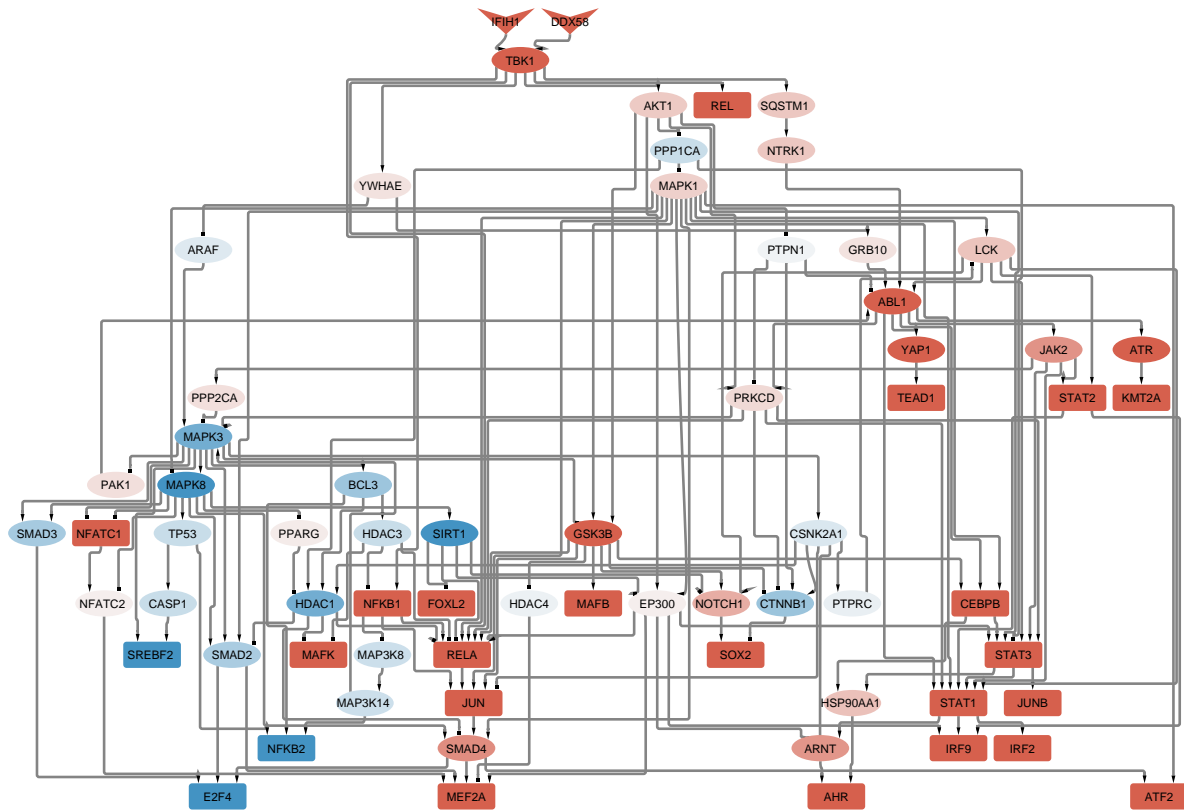 IFIH1 DDX58
TBK1
AKT1 REL SQSTM1
PPP1CA NTRK1
YWHAE MAPK1
ARAF PTPN1 GRB10 LCK
ABL1
YAP1 JAK2 ATR
PPP2CA PRKCD TEAD1 STAT2 KMT2A
MAPK3
PAK1 MAPK8 BCL3
SMAD3 NFATC1 TP53 PPARG HDAC3 SIRT1 GSK3B CSNK2A1
NFATC2 CASP1 HDAC1 NFKB1 FOXL2 HDAC4 MAFB EP300 NOTCH1 CTNNB1 PTPRC CEBPB
SREBF2 SMAD2 MAFK MAP3K8 RELA SOX2 STAT3
MAP3K14 JUN HSP90AA1 STAT1 JUNB
NFKB2 SMAD4 ARNT IRF9 IRF2
E2F4 MEF2A AHR ATF2